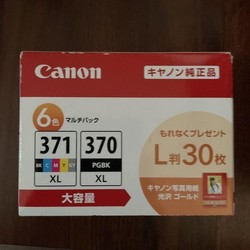 Canon
キヤノン純正品
6色
マルチパック
371
BK C M Y GY
XL
370
PGBK
XL
大容量
もれなくプレゼント
L判30枚
キヤノン写真用紙
光沢 ゴールド